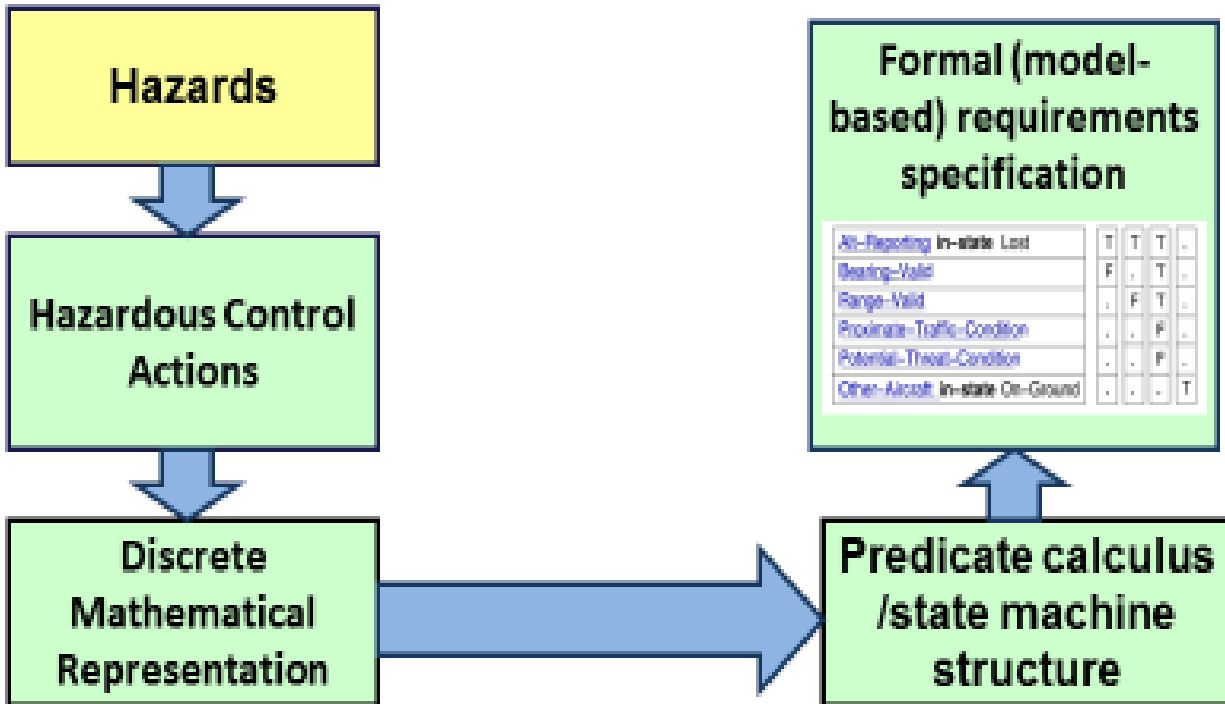 Hazards
Hazardous Control
Actions
Discrete
Mathematical
Representation
Predicate calculus
/state machine
structure
Formal (model-
based) requirements
specification
Alt-Reporting in-state Lost T T T .
Bearing-Valid F . T .
Range-Valid . F T .
Proximate-Traffic-Condition . . F .
Potential-Threat-Condition . . F .
Other-Aircraft in-state On-Ground . . . T